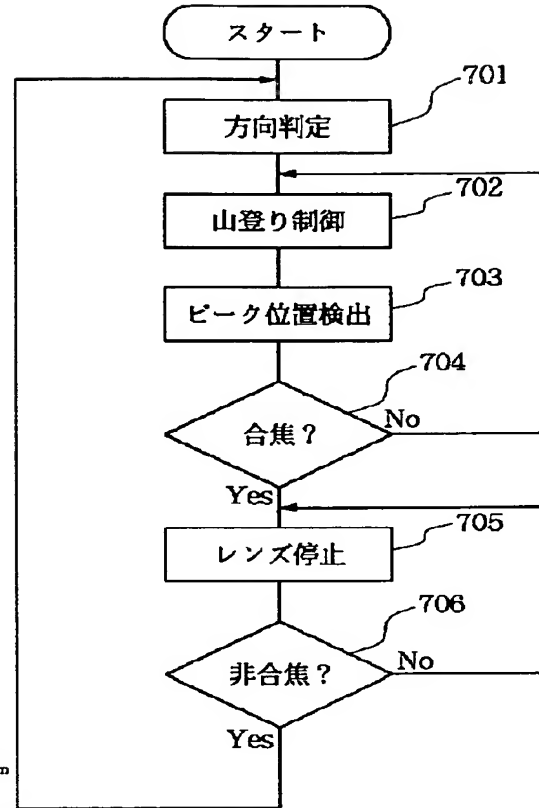 スタート
701
方向判定
702
山登り制御
703
ピーク位置検出
704
合焦?
No
Yes
705
レンズ停止
706
非合焦?
No
Yes
n